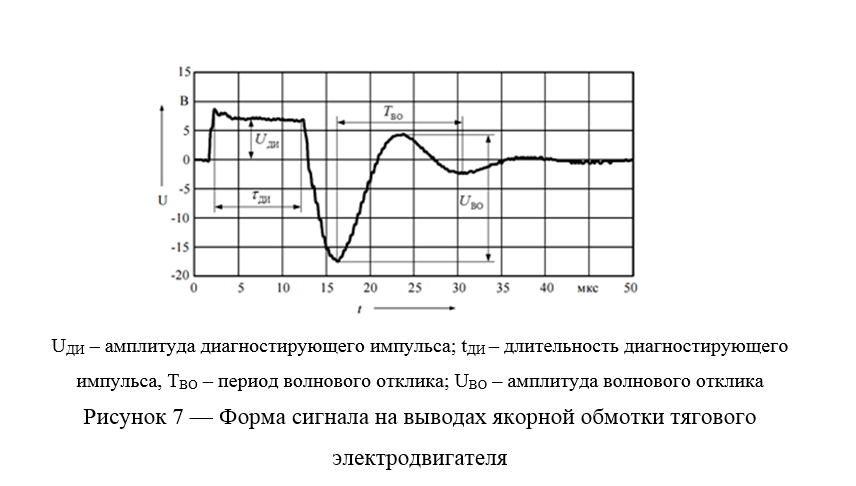 15
В
5
0
-5
-10
-15
-20
U
UДИ
τДИ
TВО
UВО
0 5 10 15 20 25 30 35 40 мкс 50
t
UДИ – амплитуда диагностирующего импульса; tДИ – длительность диагностирующего
импульса, TВО – период волнового отклика; UВО – амплитуда волнового отклика
Рисунок 7 — Форма сигнала на выводах якорной обмотки тягового
электродвигателя